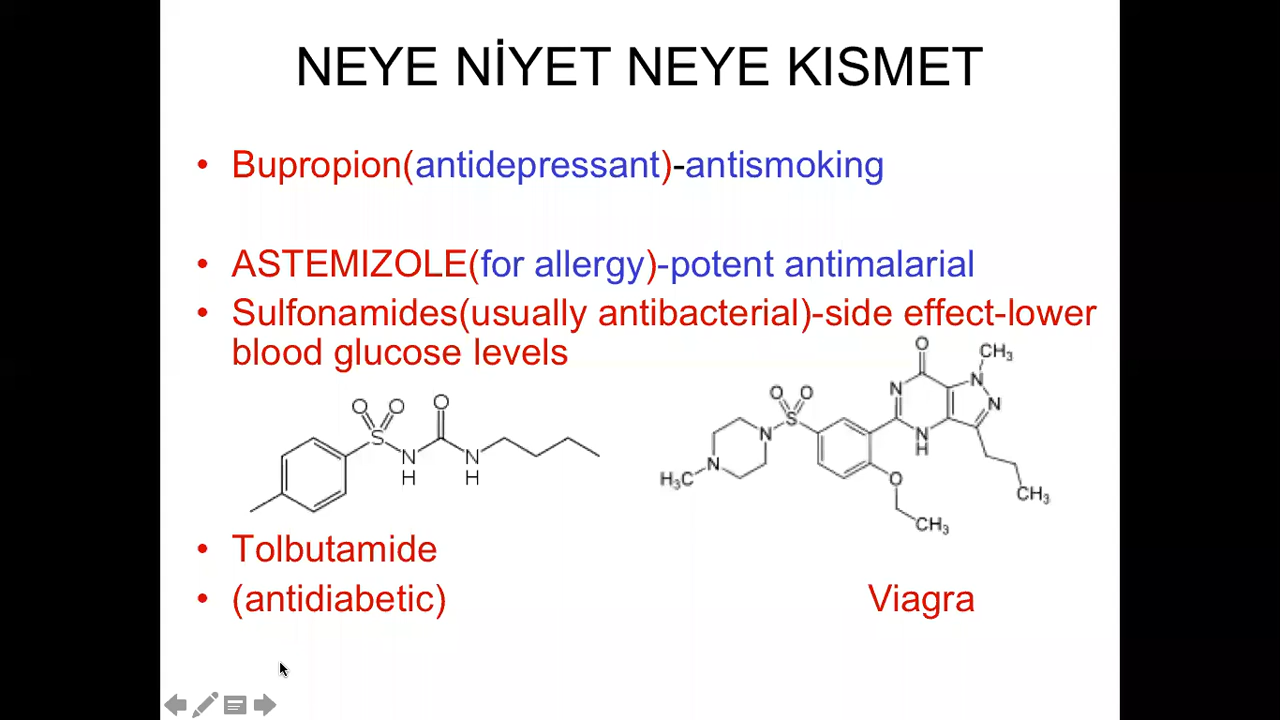 NEYE NİYET NEYE KISMET
• Bupropion(antidepressant)-antismoking
• ASTEMIZOLE(for allergy)-potent antimalarial
• Sulfonamides(usually antibacterial)-side effect-lower
blood glucose levels
O O O
S
N N
H H
O
CH₃
O O
N N
S
N
N N
H
H₃C N
O
CH₃
CH₃
• Tolbutamide
• (antidiabetic)
Viagra